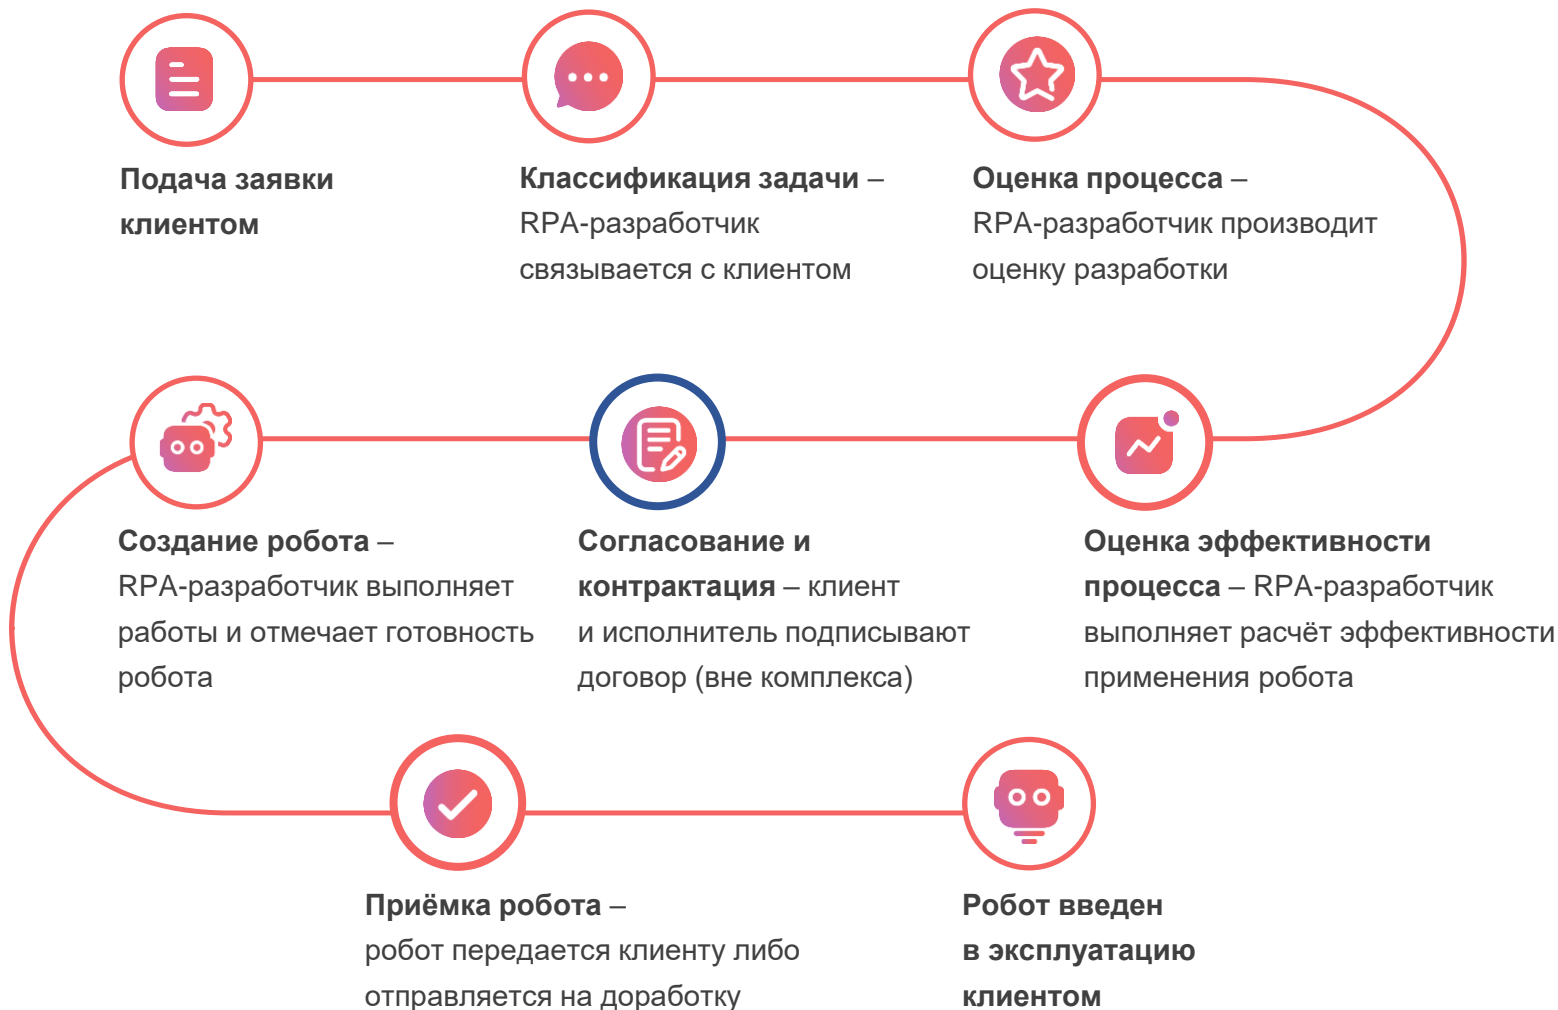 Подача заявки
клиентом
Классификация задачи –
RPA-разработчик
связывается с клиентом
Оценка процесса –
RPA-разработчик производит
оценку разработки
Создание робота –
RPA-разработчик выполняет
работы и отмечает готовность
робота
Согласование и
контрактация – клиент
и исполнитель подписывают
договор (вне комплекса)
Оценка эффективности
процесса – RPA-разработчик
выполняет расчёт эффективности
применения робота
Приёмка робота –
робот передается клиенту либо
отправляется на доработку
Робот введен
в эксплуатацию
клиентом